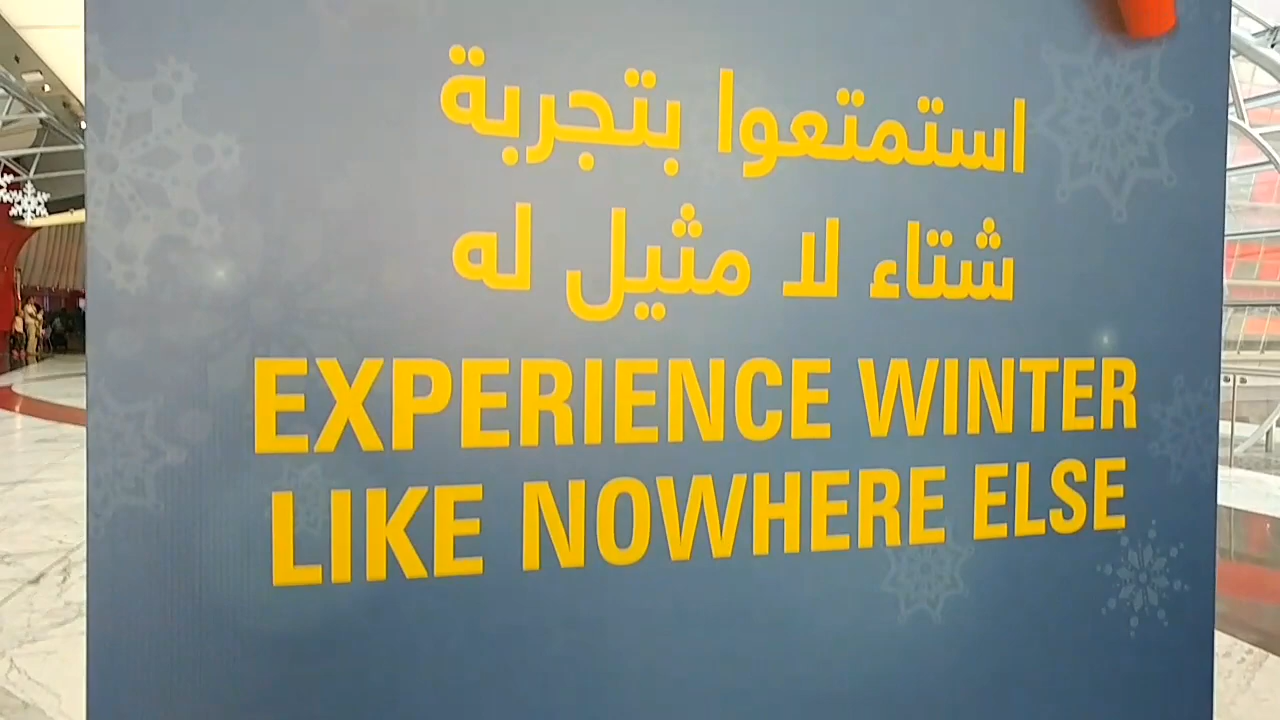 استمتعوا بتجربة
شتاء لا مثيل له
EXPERIENCE WINTER
LIKE NOWHERE ELSE